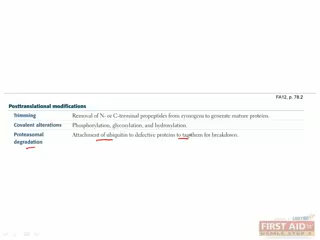 FA12, p. 78.2
Posttranslational modifications
Trimming Removal of N- or C-terminal propeptides from zymogens to generate mature proteins.
Covalent alterations Phosphorylation, glycosylation, and hydroxylation.
Proteasomal Attachment of ubiquitin to defective proteins to tag them for breakdown.
degradation
FIRST AID